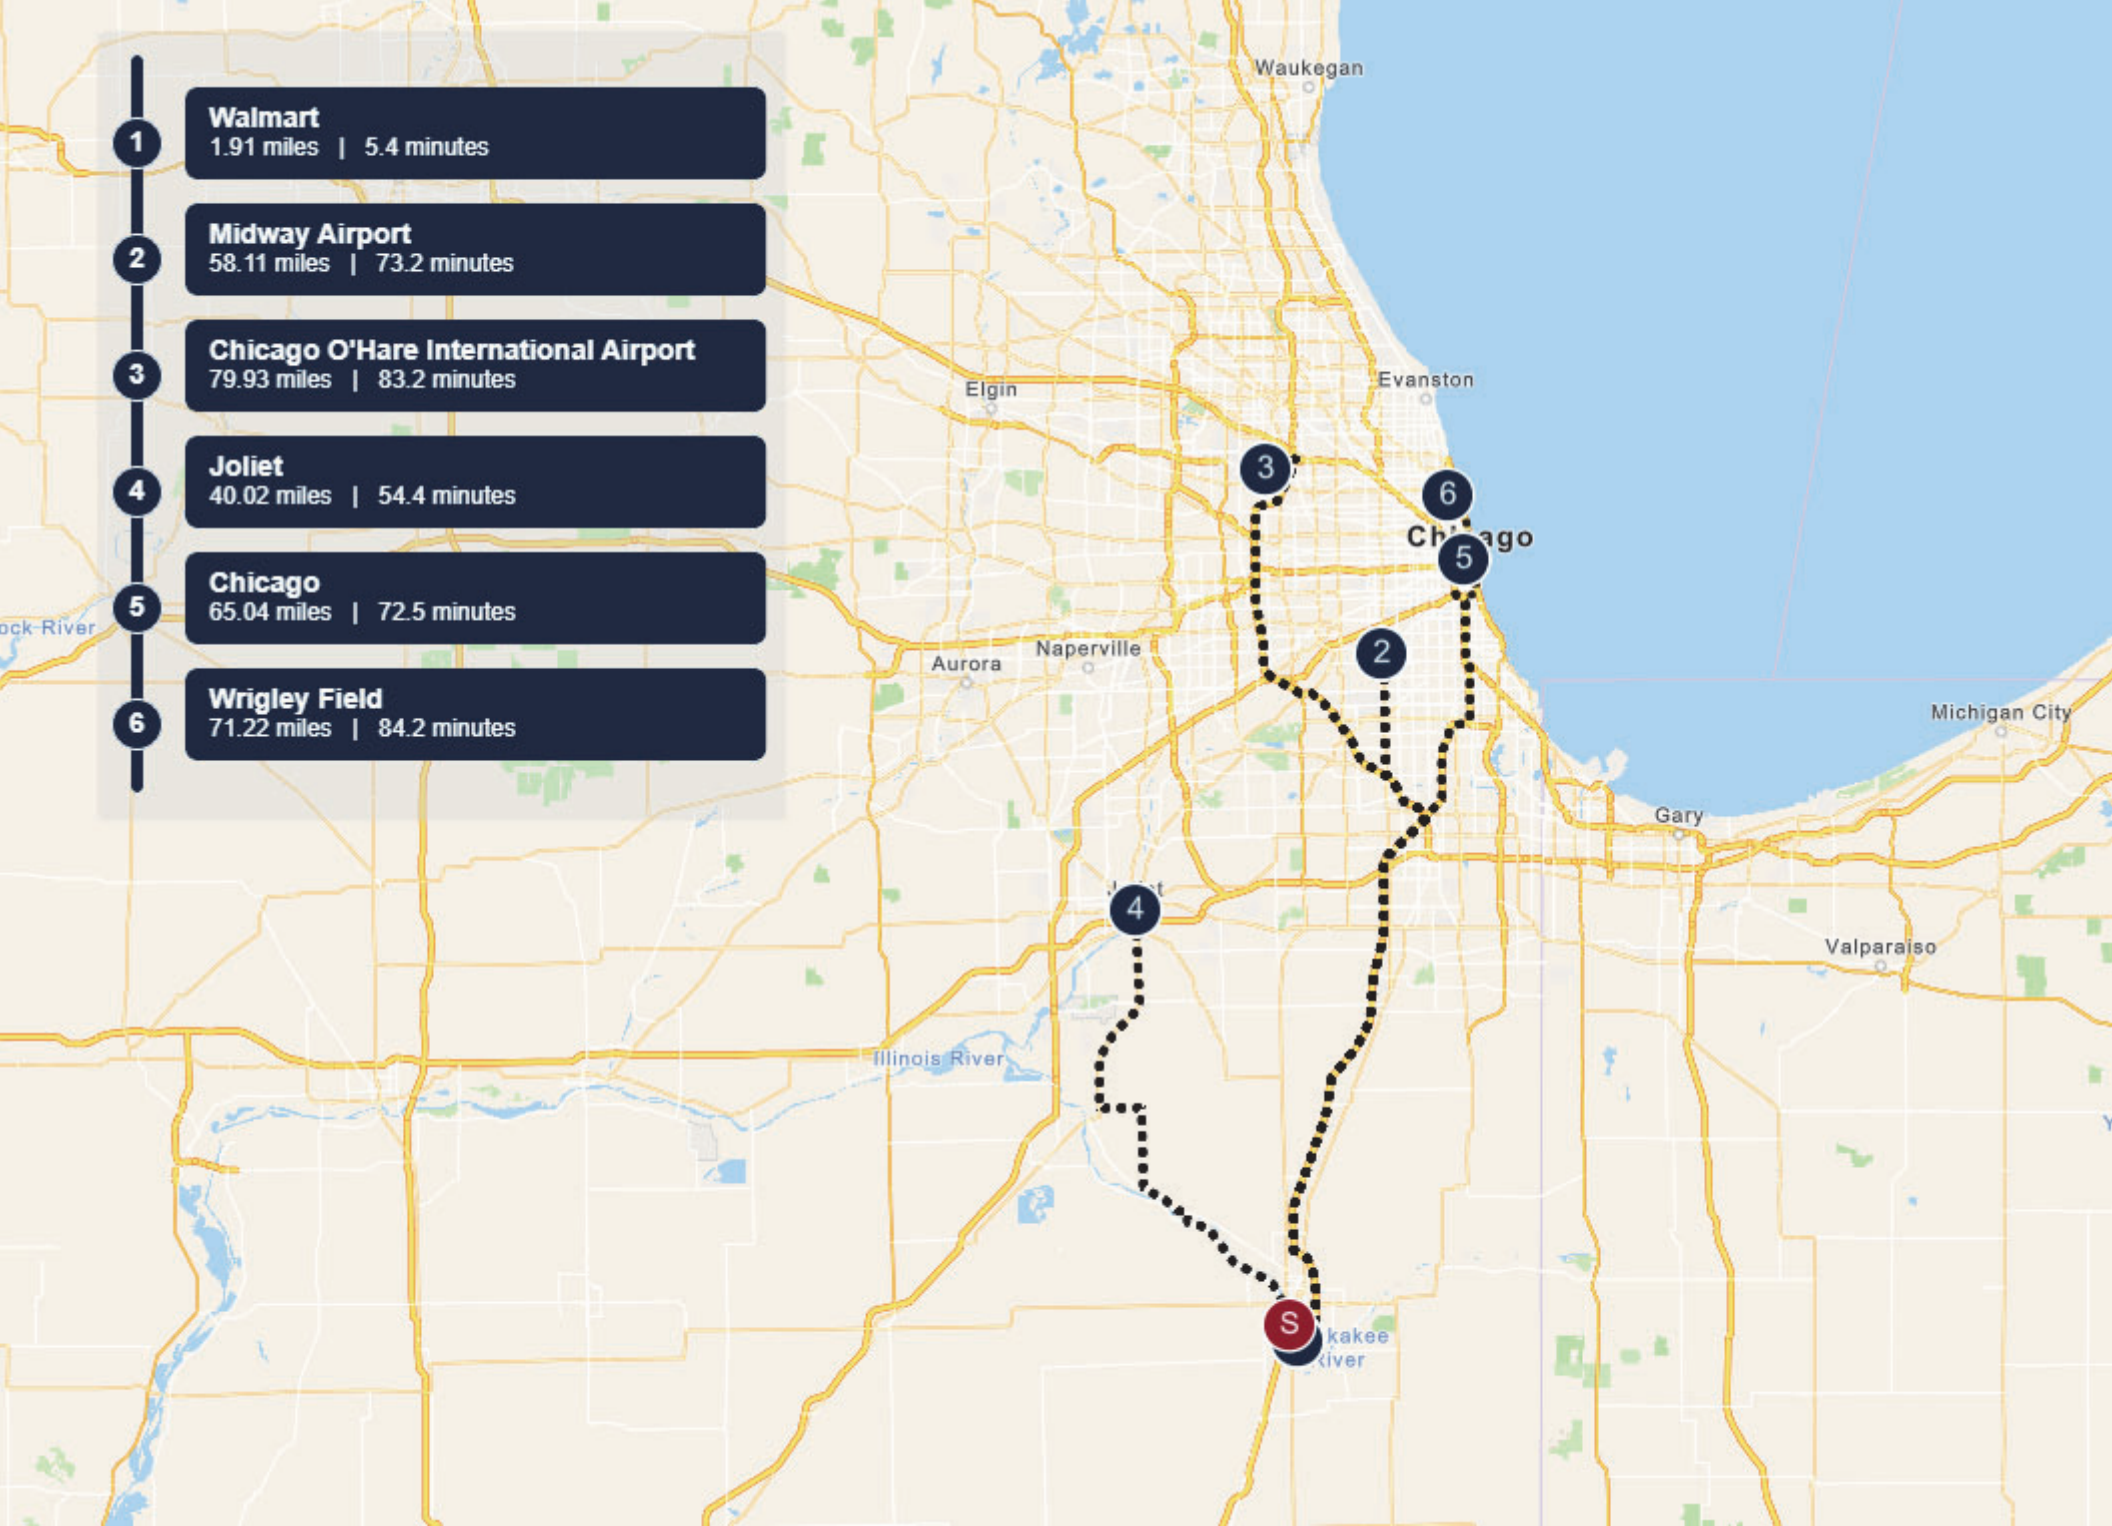 1
Walmart
1.91 miles | 5.4 minutes
2
Midway Airport
58.11 miles | 73.2 minutes
3
Chicago O'Hare International Airport
79.93 miles | 83.2 minutes
4
Joliet
40.02 miles | 54.4 minutes
5
Chicago
65.04 miles | 72.5 minutes
6
Wrigley Field
71.22 miles | 84.2 minutes
Waukegan
Elgin
Evanston
3
6
5
ock River
2
Naperville
Aurora
Michigan City
Gary
4
Valparaiso
Illinois River
S
kakee
River